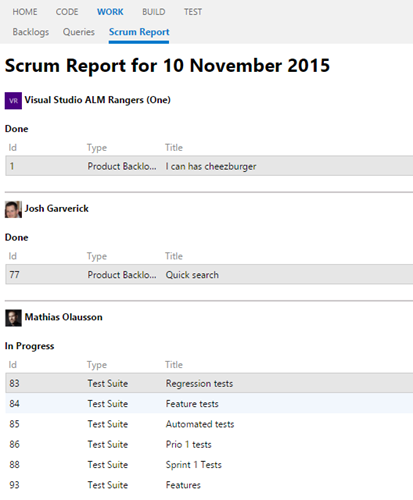 HOME CODE WORK BUILD TEST
Backlogs Queries Scrum Report
Scrum Report for 10 November 2015
VR Visual Studio ALM Rangers (One)
Done
Id Type Title
1 Product Backlo... I can has cheezburger
Josh Garverick
Done
Id Type Title
77 Product Backlo... Quick search
Mathias Olausson
In Progress
Id Type Title
83 Test Suite Regression tests
84 Test Suite Feature tests
85 Test Suite Automated tests
86 Test Suite Prio 1 tests
88 Test Suite Sprint 1 Tests
93 Test Suite Features